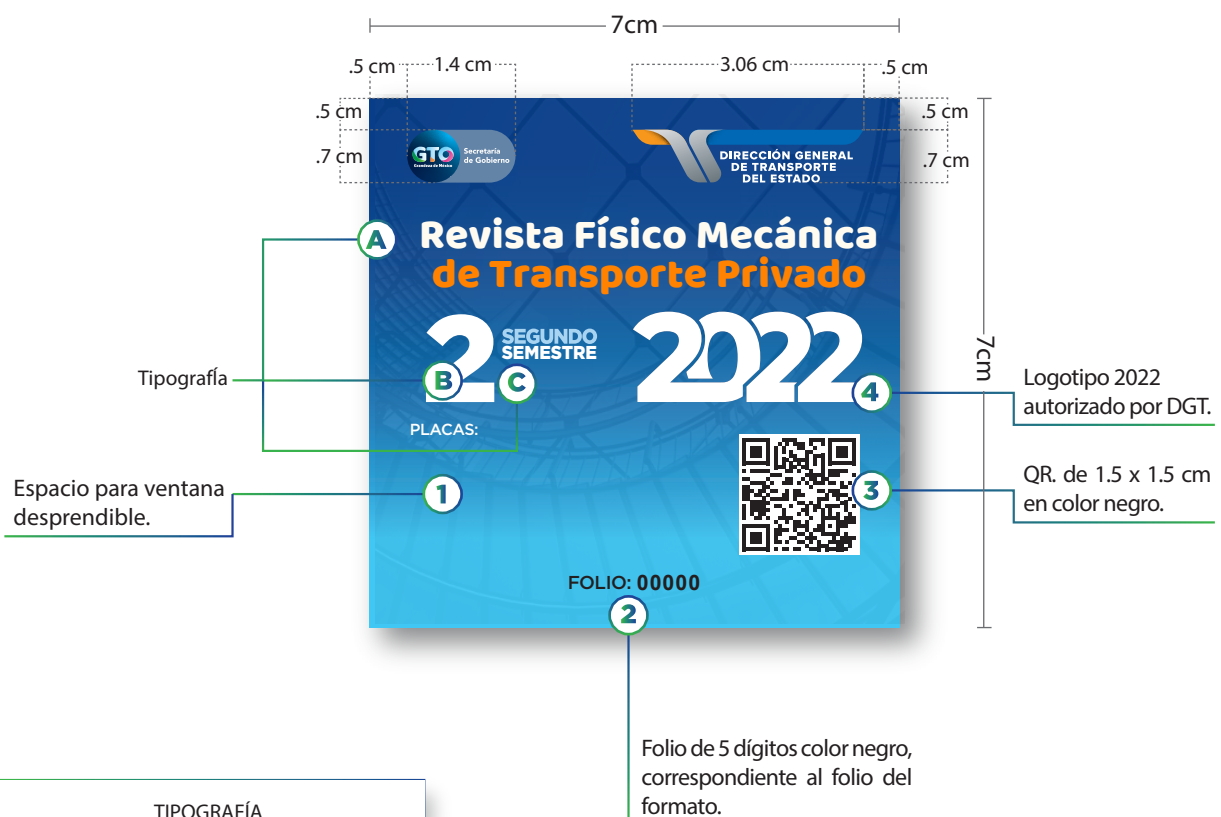 7cm
.5 cm
1.4 cm
3.06 cm
.5 cm
.5 cm
.5 cm
.7 cm
.7 cm
GTO
Grandeza de México
Secretaría
de Gobierno
DIRECCIÓN GENERAL
DE TRANSPORTE
DEL ESTADO
A
Revista Físico Mecánica
de Transporte Privado
2
SEGUNDO
SEMESTRE
2022
7cm
Tipografía
B
C
4
Logotipo 2022
autorizado por DGT.
PLACAS:
Espacio para ventana
desprendible.
1
3
QR. de 1.5 x 1.5 cm
en color negro.
FOLIO: 00000
2
Folio de 5 dígitos color negro,
correspondiente al folio del
formato.
TIPOGRAFÍA